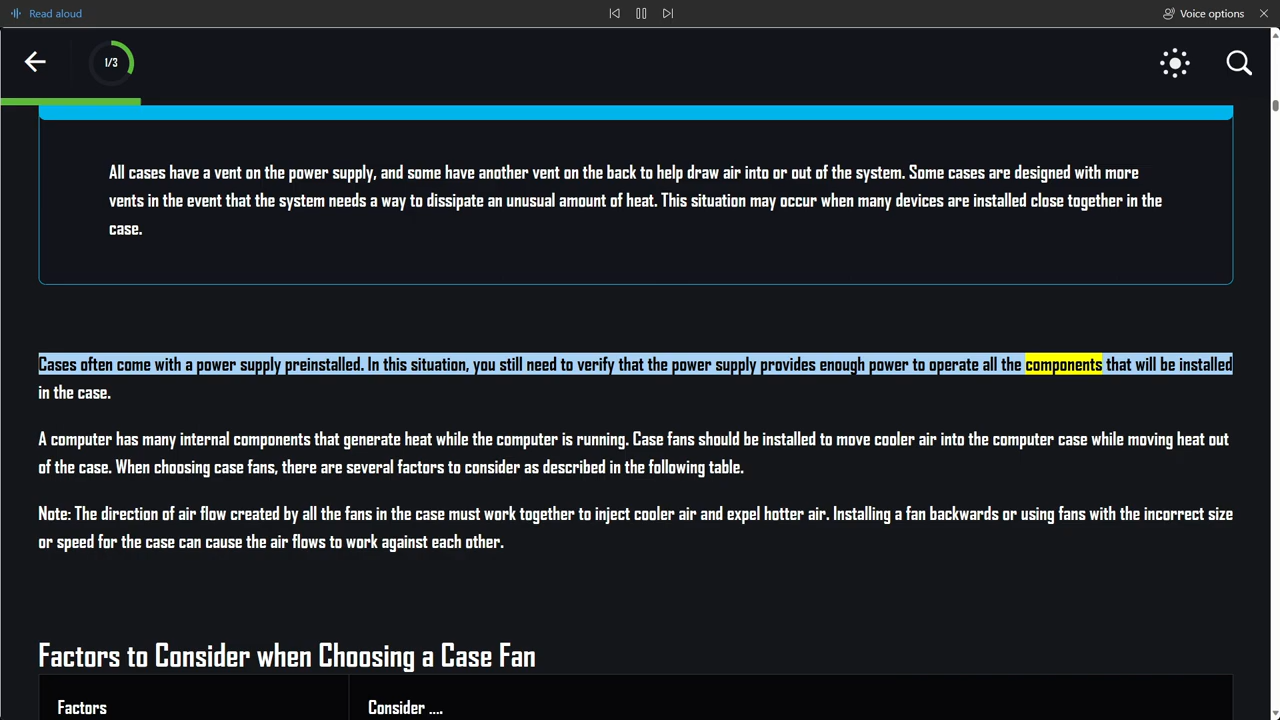 Read aloud
Voice options
1/3
All cases have a vent on the power supply, and some have another vent on the back to help draw air into or out of the system. Some cases are designed with more
vents in the event that the system needs a way to dissipate an unusual amount of heat. This situation may occur when many devices are installed close together in the
case.
Cases often come with a power supply preinstalled. In this situation, you still need to verify that the power supply provides enough power to operate all the components that will be installed
in the case.
A computer has many internal components that generate heat while the computer is running. Case fans should be installed to move cooler air into the computer case while moving heat out
of the case. When choosing case fans, there are several factors to consider as described in the following table.
Note: The direction of air flow created by all the fans in the case must work together to inject cooler air and expel hotter air. Installing a fan backwards or using fans with the incorrect size
or speed for the case can cause the air flows to work against each other.
Factors to Consider when Choosing a Case Fan
Factors
Consider ....